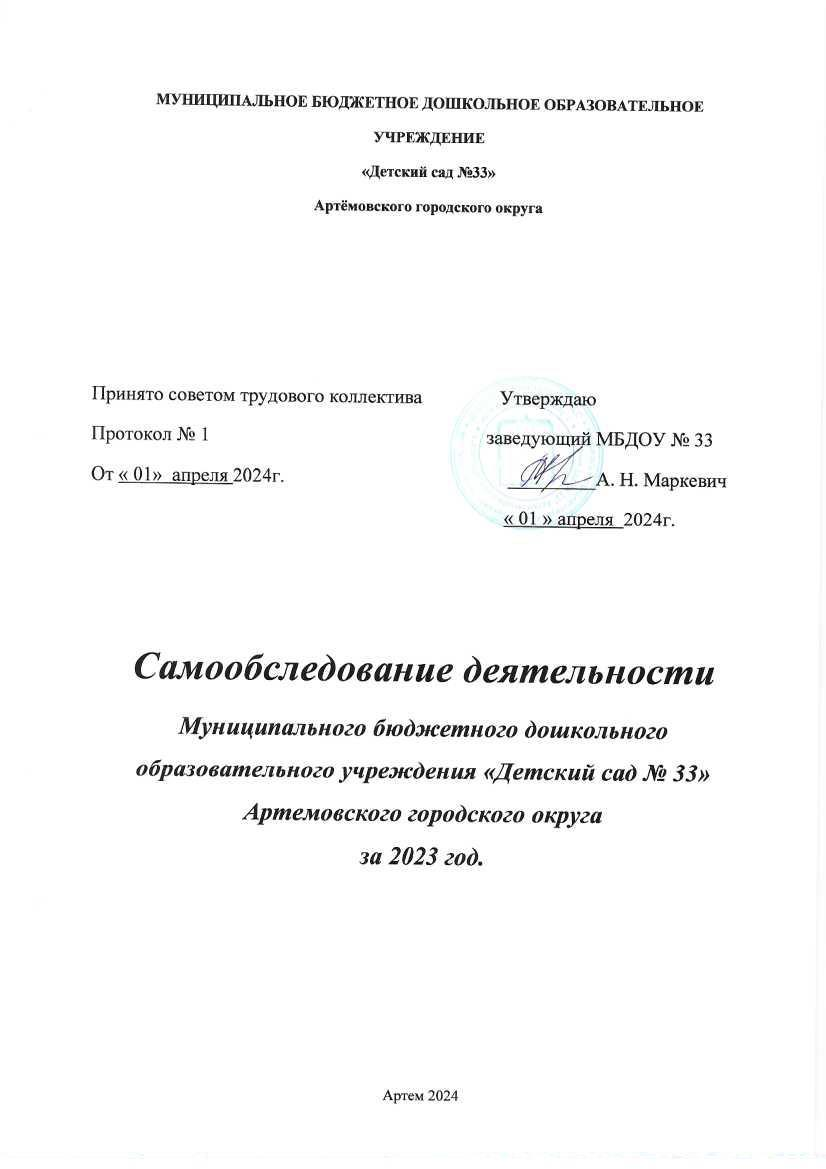 МУНИЦИПАЛЬНОЕ БЮДЖЕТНОЕ ДОШКОЛЬНОЕ ОБРАЗОВАТЕЛЬНОЕ
УЧРЕЖДЕНИЕ
«Детский сад №33»
Артёмовского городского округа
Принято советом трудового коллектива
Протокол № 1
От « 01» апреля 2024г.
Утверждаю
заведующий МБДОУ № 33
А. Н. Маркевич
« 01 » апреля 2024г.
Самообследование деятельности
Муниципального бюджетного дошкольного
образовательного учреждения «Детский сад № 33»
Артемовского городского округа
за 2023 год.
Артем 2024